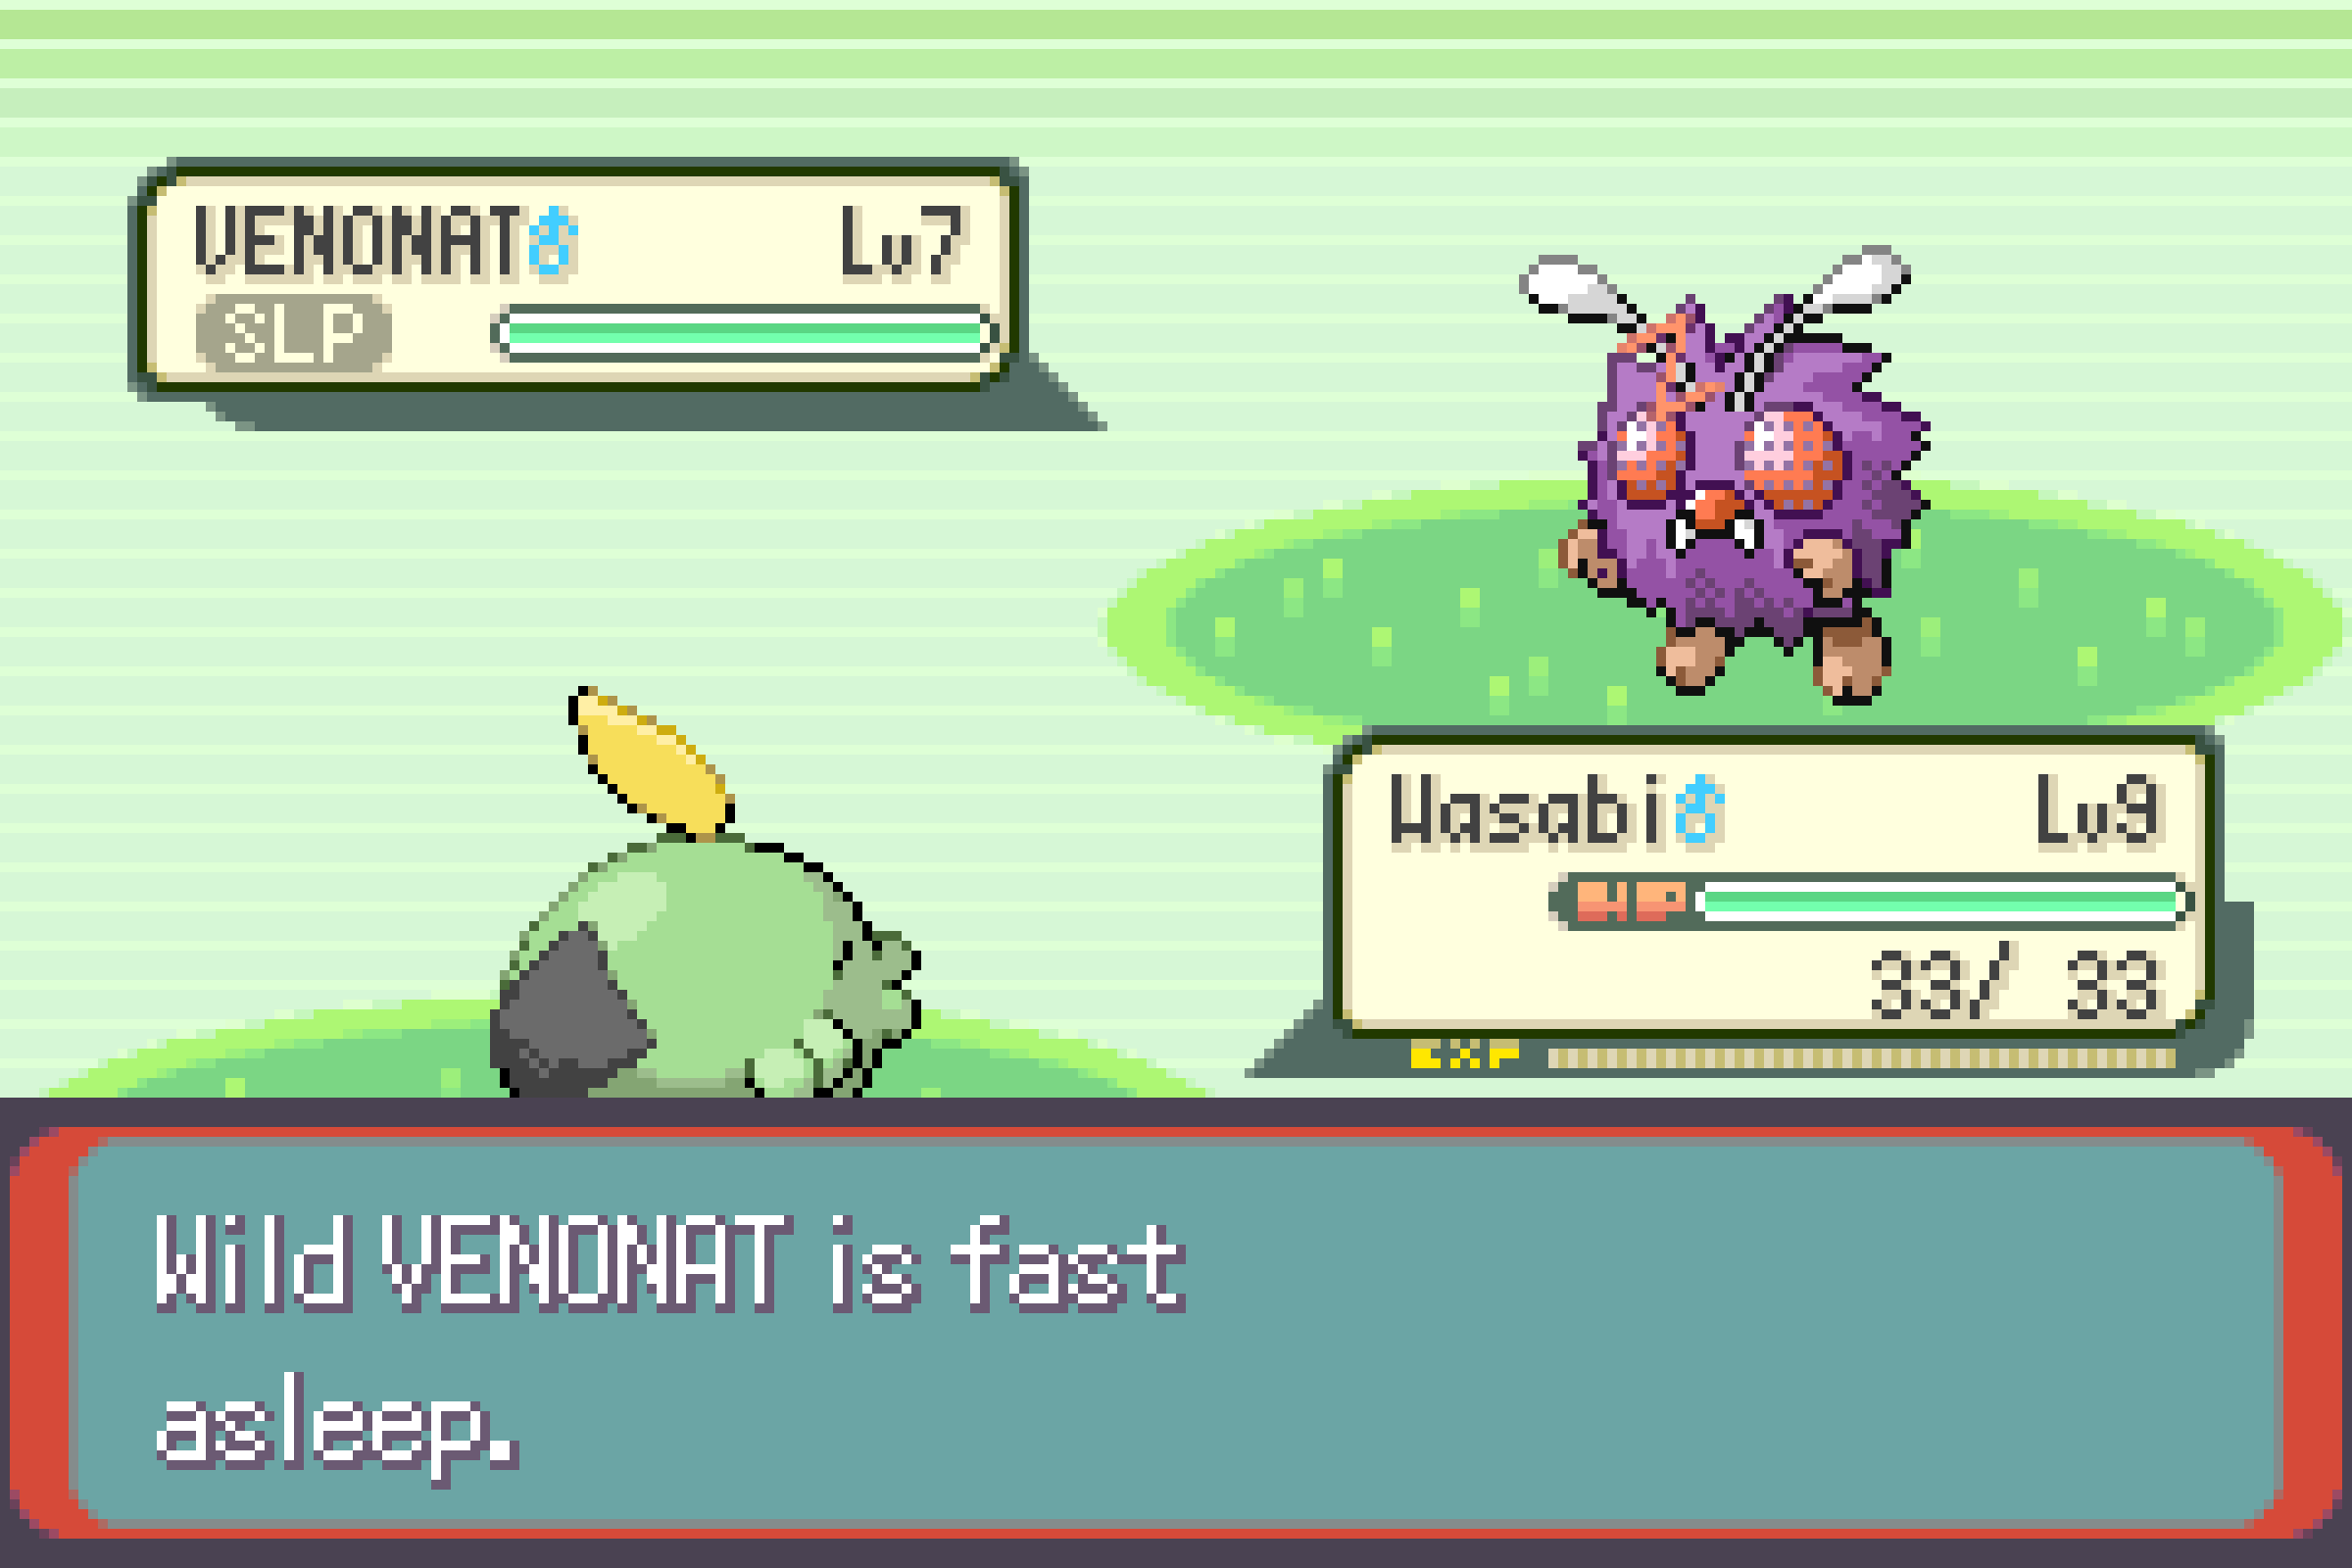 VENONAT♂ Lv7
SLP
Wasabi♂ Lv9
HP
33/ 33
EXP
Wild VENONAT is fast
asleep.